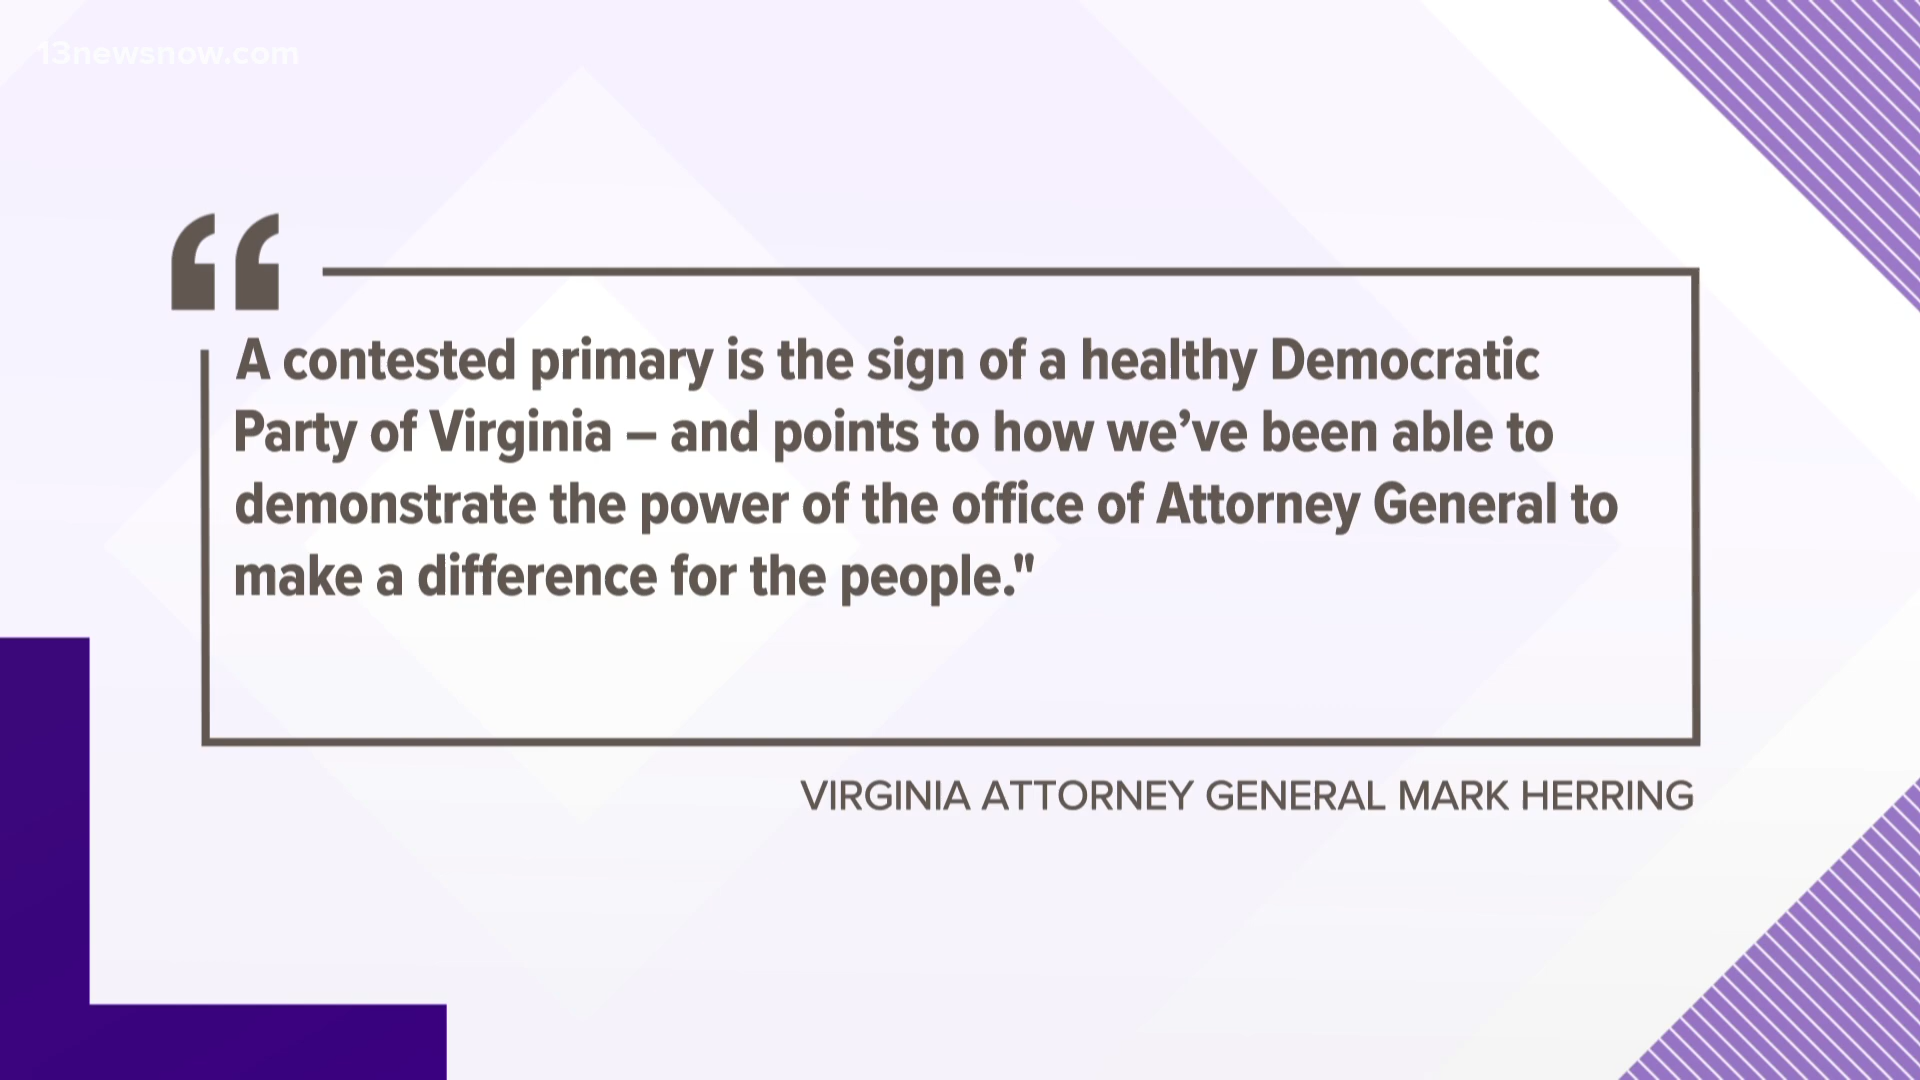 13newsnow.com
“
A contested primary is the sign of a healthy Democratic
Party of Virginia – and points to how we’ve been able to
demonstrate the power of the office of Attorney General to
make a difference for the people."
VIRGINIA ATTORNEY GENERAL MARK HERRING